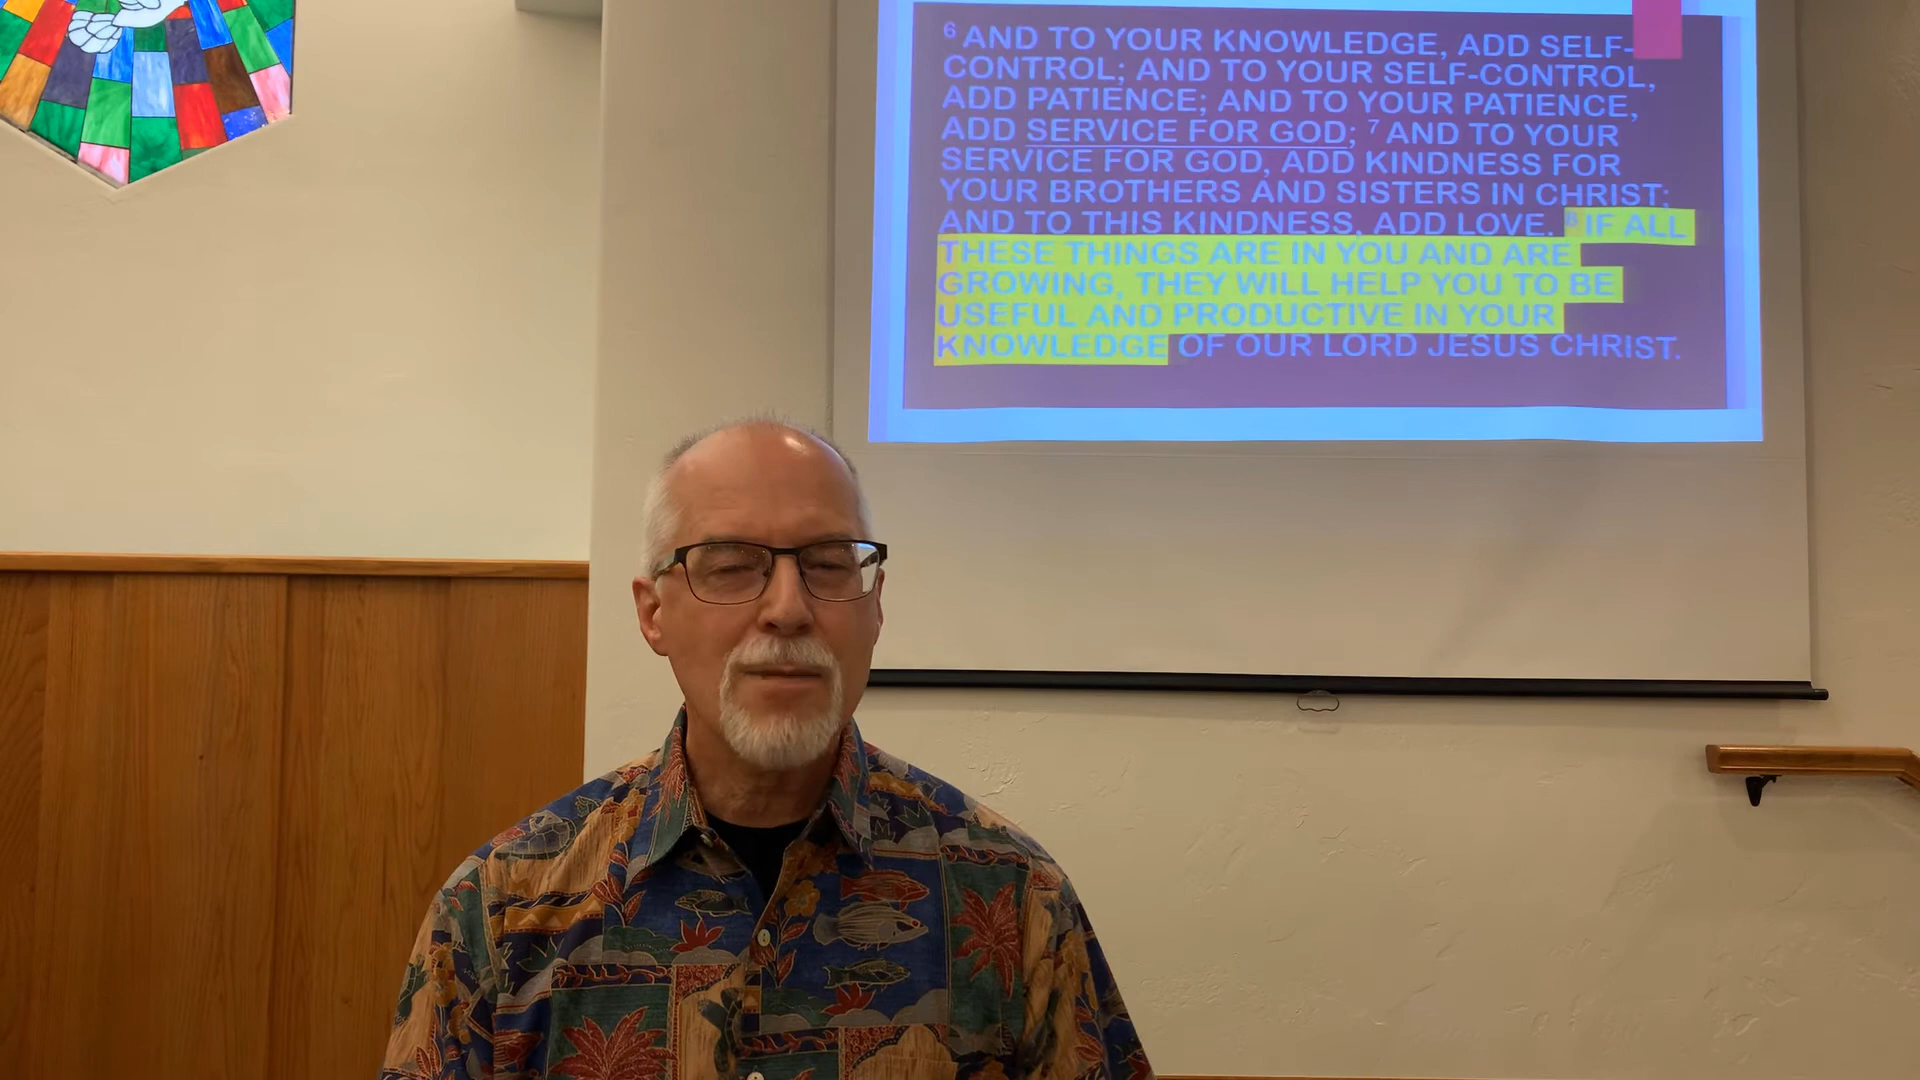 6 AND TO YOUR KNOWLEDGE, ADD SELF-
CONTROL; AND TO YOUR SELF-CONTROL,
ADD PATIENCE; AND TO YOUR PATIENCE,
ADD SERVICE FOR GOD; 7 AND TO YOUR
SERVICE FOR GOD, ADD KINDNESS FOR
YOUR BROTHERS AND SISTERS IN CHRIST;
AND TO THIS KINDNESS, ADD LOVE. 8 IF ALL
THESE THINGS ARE IN YOU AND ARE
GROWING, THEY WILL HELP YOU TO BE
USEFUL AND PRODUCTIVE IN YOUR
KNOWLEDGE OF OUR LORD JESUS CHRIST.